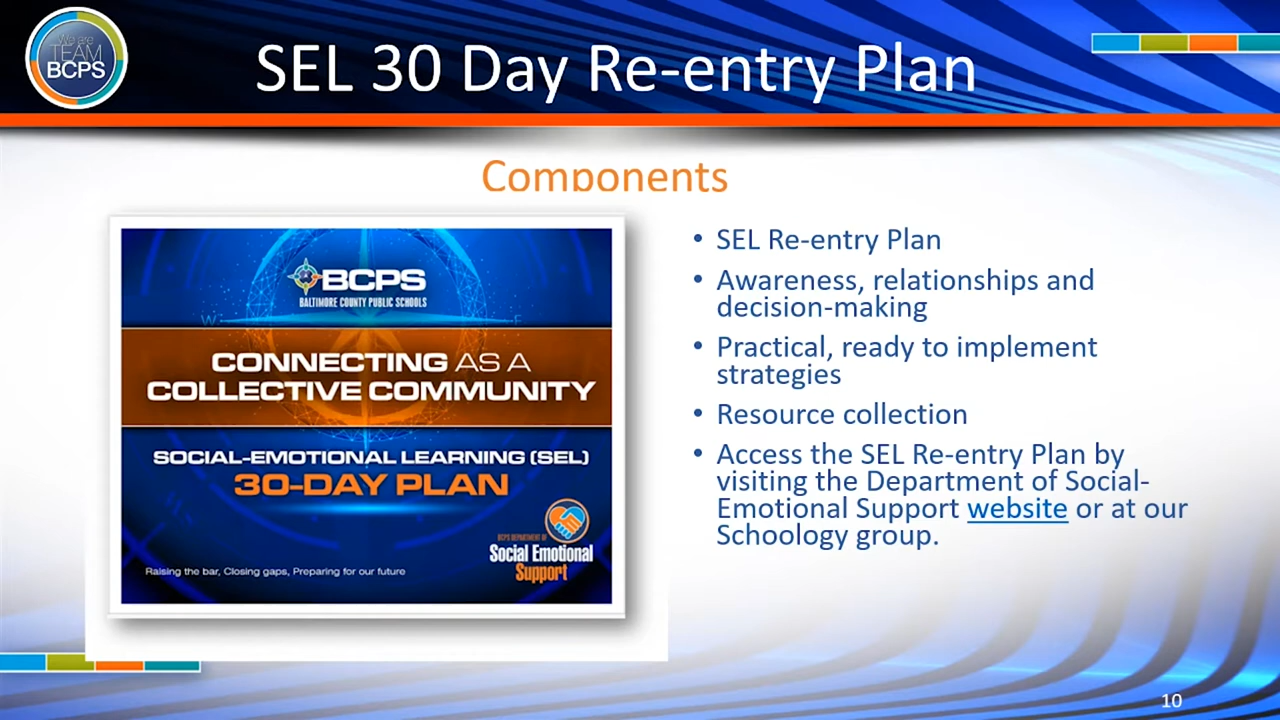 We are
TEAM
BCPS
SEL 30 Day Re-entry Plan
Components
BCPS
BALTIMORE COUNTY PUBLIC SCHOOLS
W E
CONNECTING AS A
COLLECTIVE COMMUNITY
SOCIAL-EMOTIONAL LEARNING (SEL)
30-DAY PLAN
BCPS DEPARTMENT OF
Social Emotional
Support
Raising the bar, Closing gaps, Preparing for our future
• SEL Re-entry Plan
• Awareness, relationships and
decision-making
• Practical, ready to implement
strategies
• Resource collection
• Access the SEL Re-entry Plan by
visiting the Department of Social-
Emotional Support website or at our
Schoology group.
10